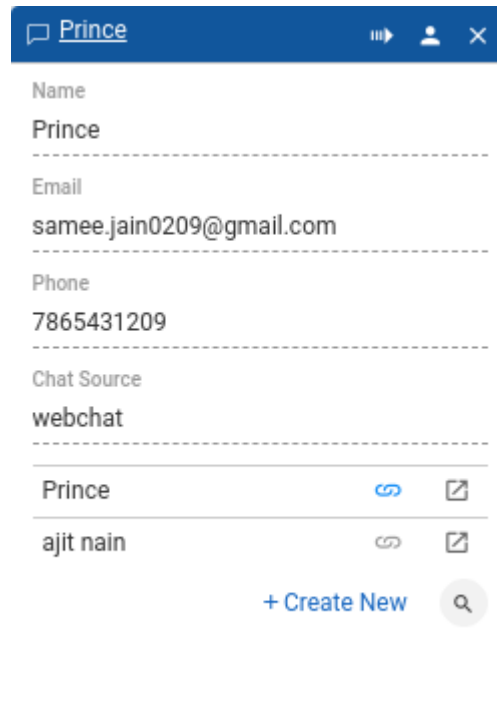 Prince
Name
Prince
Email
samee.jain0209@gmail.com
Phone
7865431209
Chat Source
webchat
Prince
ajit nain
+ Create New